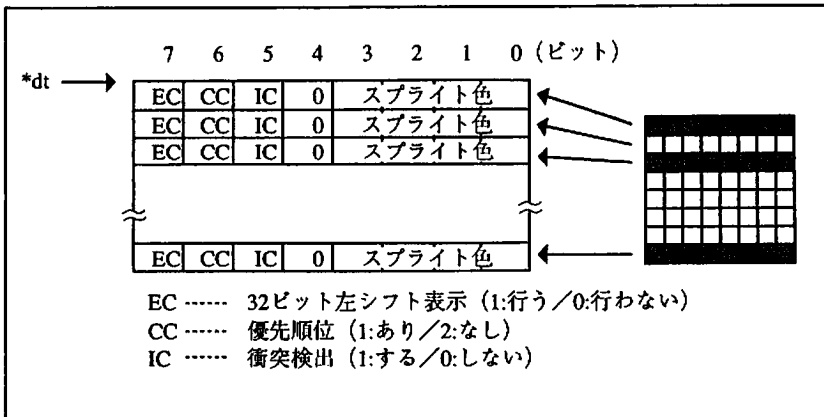 7 6 5 4 3 2 1 0 (ビット)
*dt
EC CC IC 0 スプライト色
EC CC IC 0 スプライト色
EC CC IC 0 スプライト色
EC CC IC 0 スプライト色
EC …… 32ビット左シフト表示 (1:行う/0:行わない)
CC …… 優先順位 (1:あり/2:なし)
IC …… 衝突検出 (1:する/0:しない)